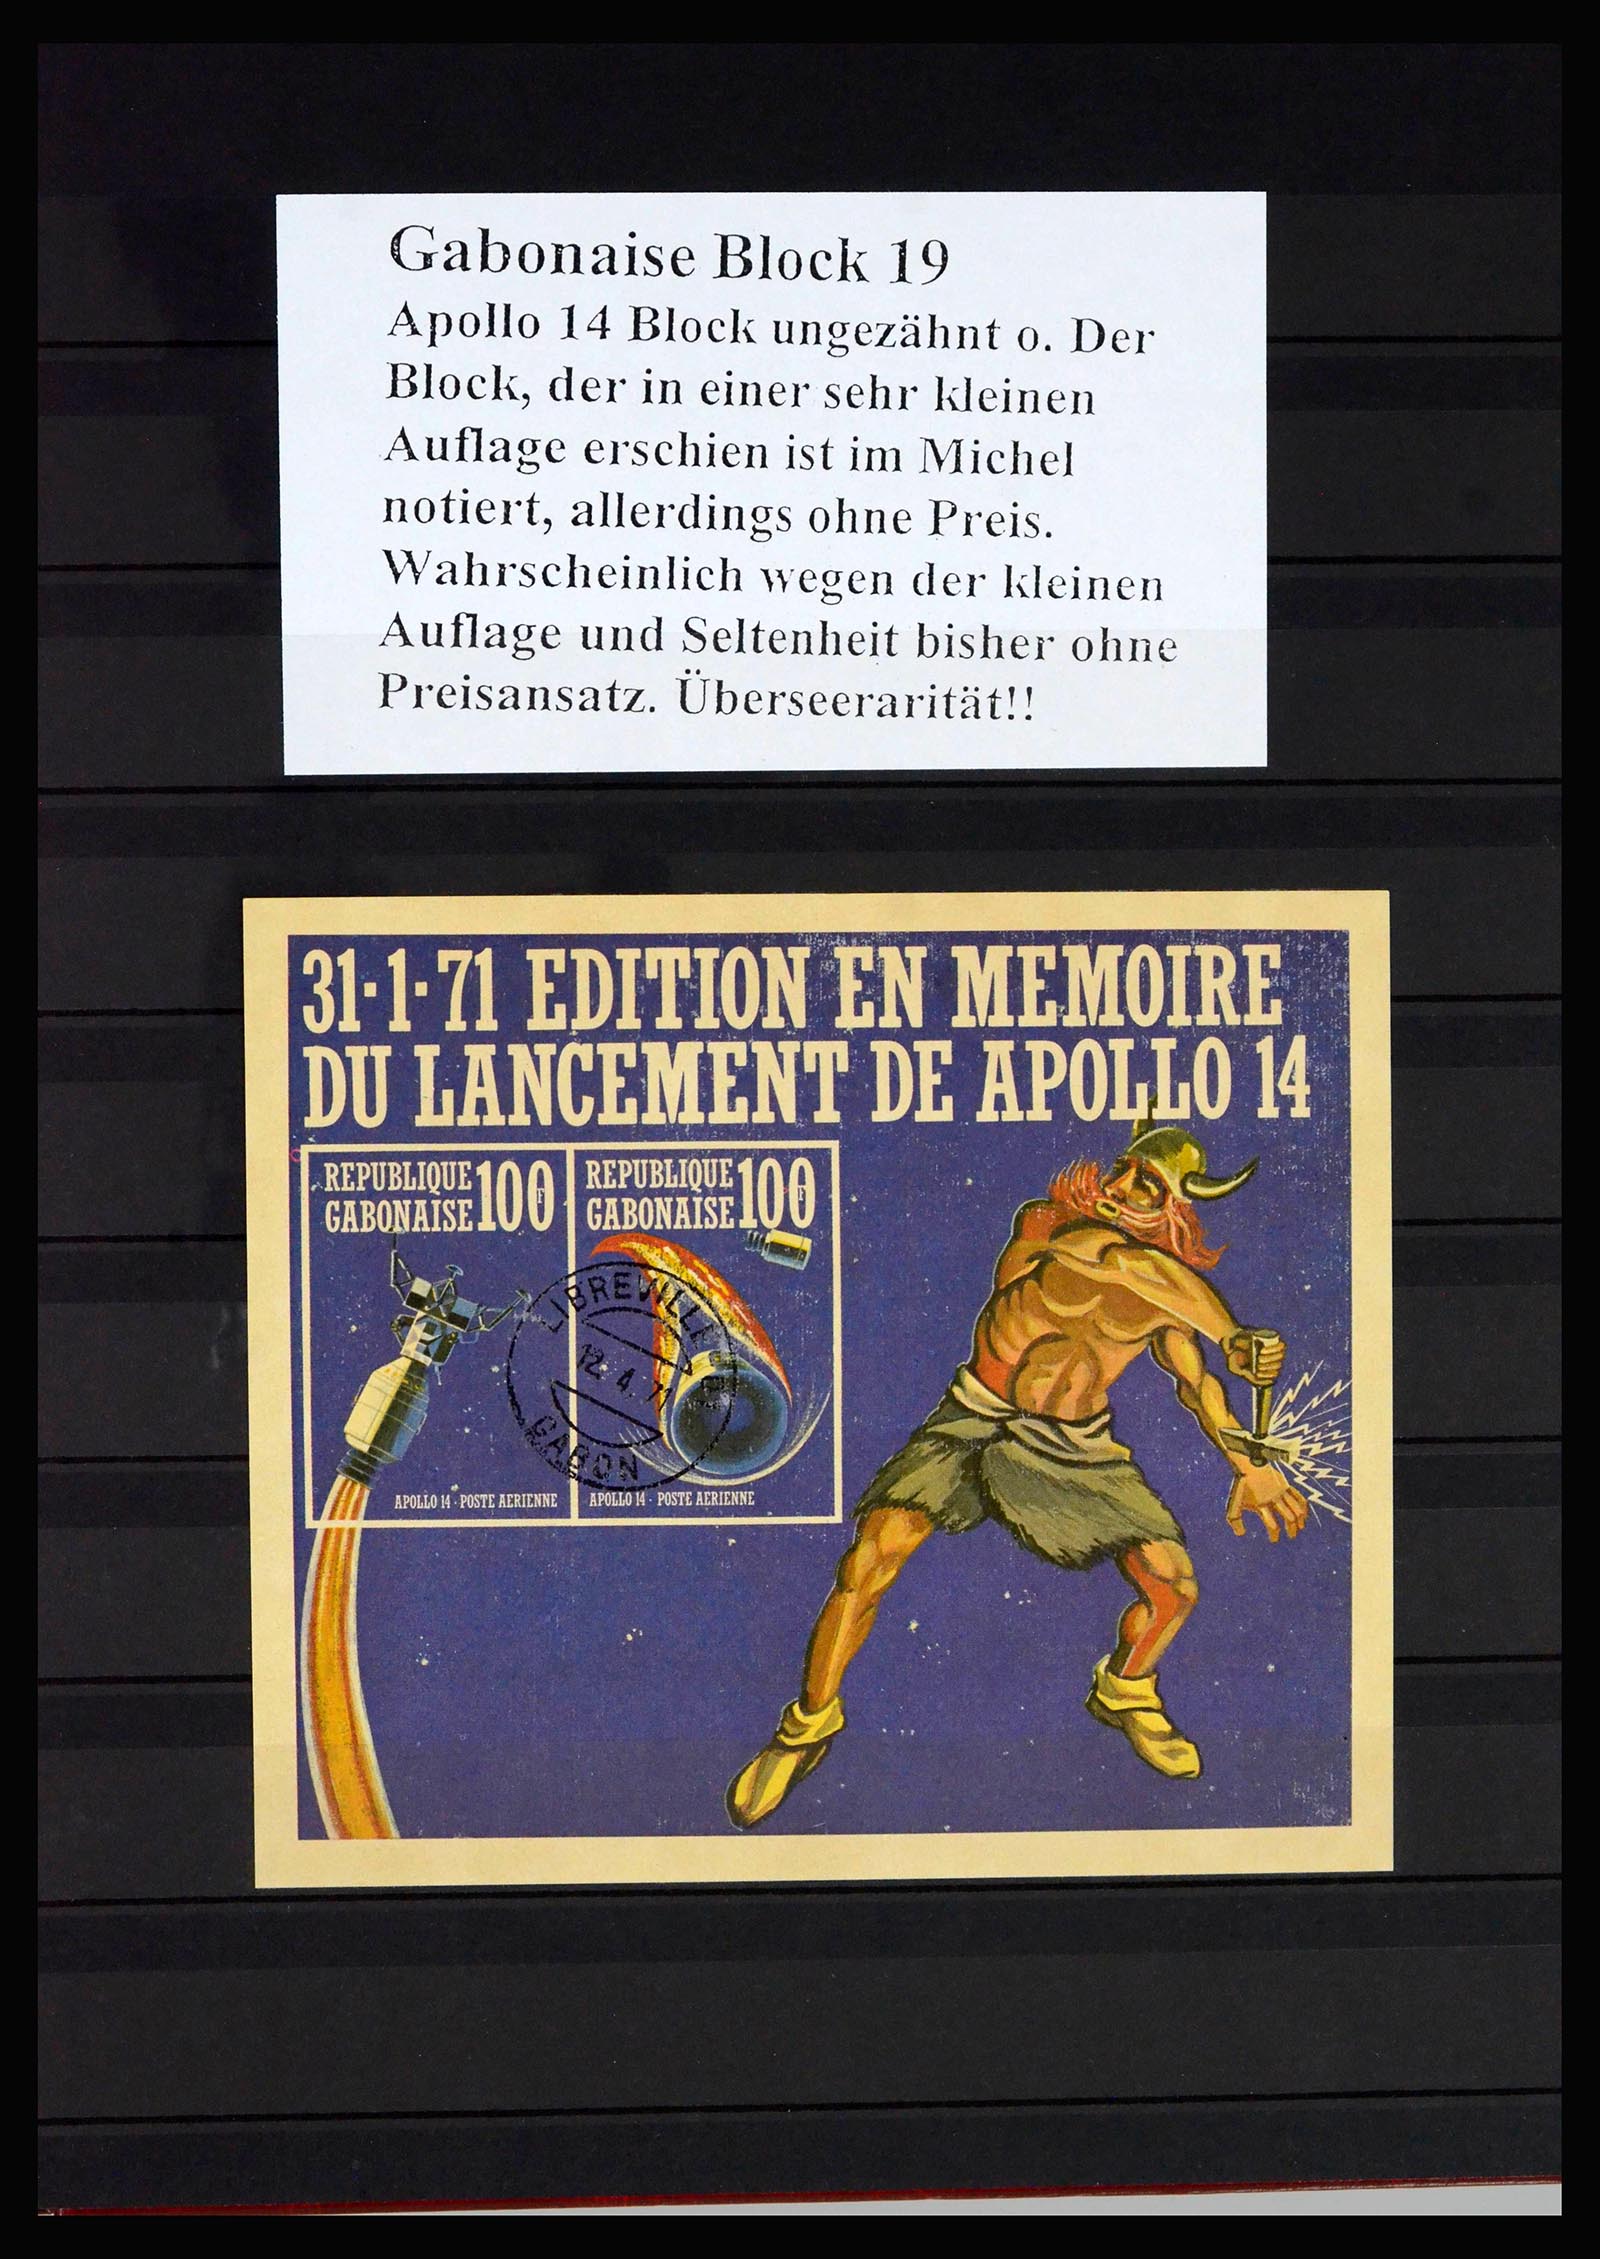 Gabonaise Block 19
Apollo 14 Block ungezähnt o. Der
Block, der in einer sehr kleinen
Auflage erschien ist im Michel
notiert, allerdings ohne Preis.
Wahrscheinlich wegen der kleinen
Auflage und Seltenheit bisher ohne
Preisansatz. Überseerarität!!
31·1·71 EDITION EN MEMOIRE
DU LANCEMENT DE APOLLO 14
REPUBLIQUE
GABONAISE 100F
APOLLO 14 · POSTE AERIENNE
REPUBLIQUE
GABONAISE 100F
APOLLO 14 · POSTE AERIENNE
LIBREVILLE
12.4.71
GABON